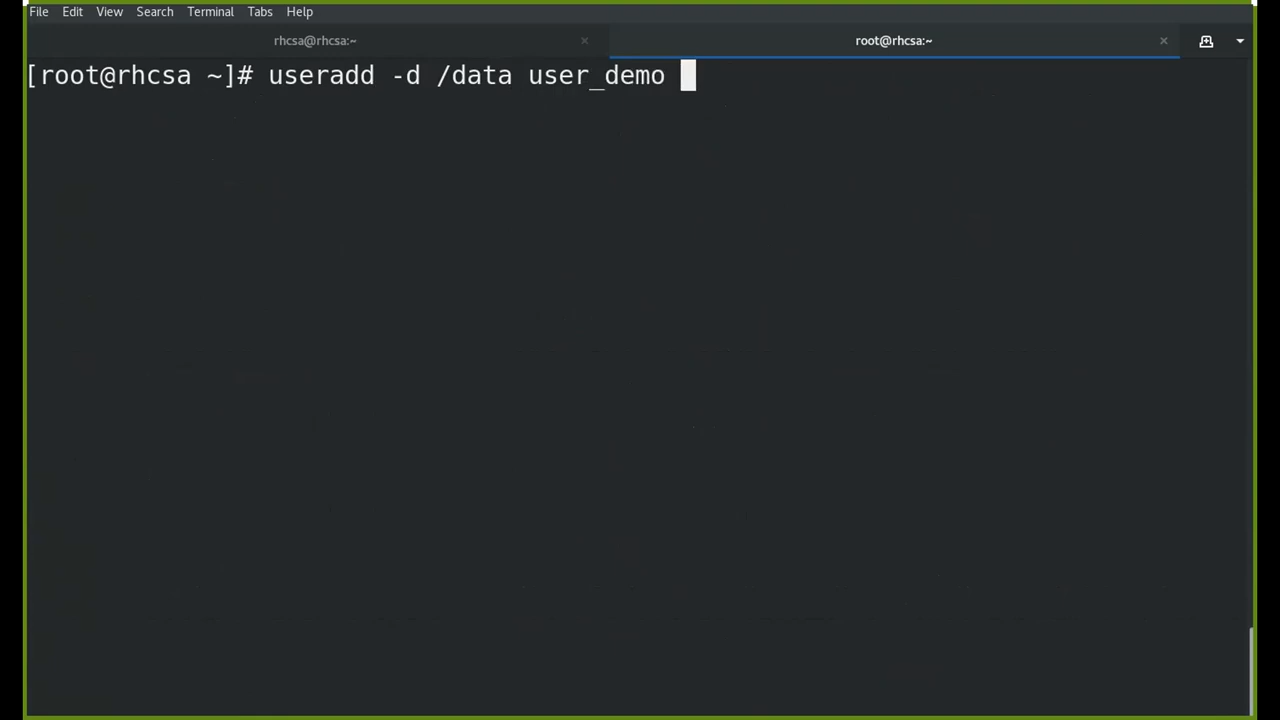 File Edit View Search Terminal Tabs Help
rhcsa@rhcsa:~ × root@rhcsa:~ ×
[root@rhcsa ~]# useradd -d /data user_demo